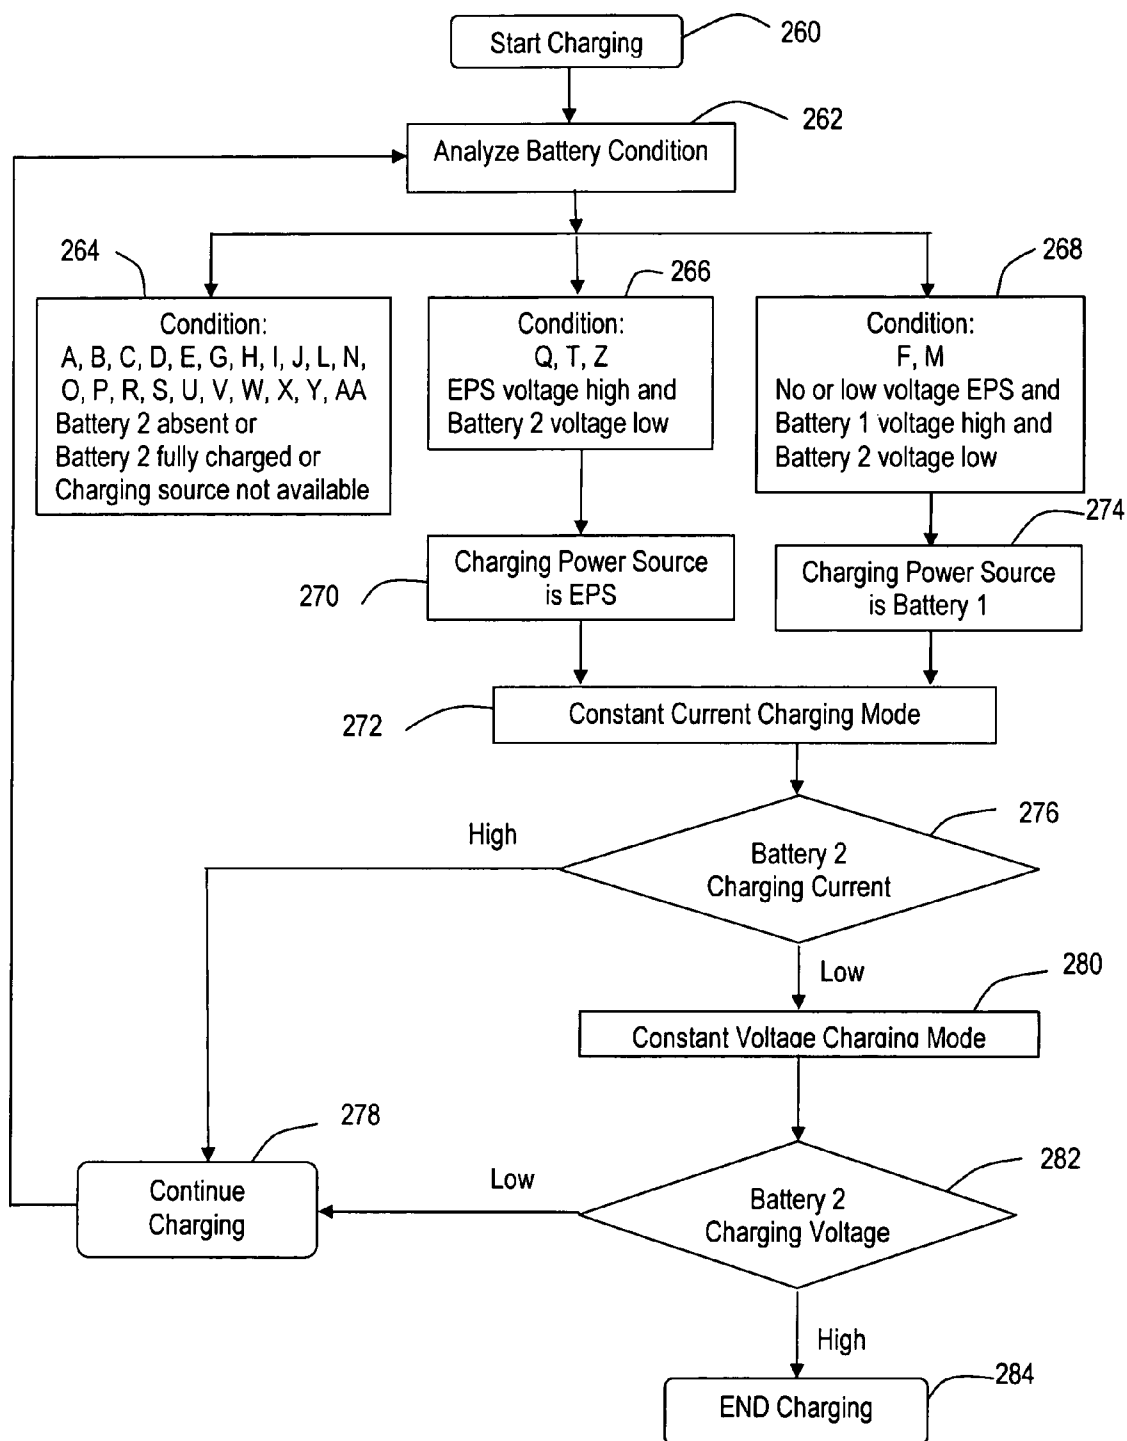 Start Charging
260
262
Analyze Battery Condition
264
266
268
Condition:
A, B, C, D, E, G, H, I, J, L, N,
O, P, R, S, U, V, W, X, Y, AA
Battery 2 absent or
Battery 2 fully charged or
Charging source not available
Condition:
Q, T, Z
EPS voltage high and
Battery 2 voltage low
Condition:
F, M
No or low voltage EPS and
Battery 1 voltage high and
Battery 2 voltage low
274
270
Charging Power Source
is EPS
Charging Power Source
is Battery 1
272
Constant Current Charging Mode
276
High
Battery 2
Charging Current
Low
280
Constant Voltage Charging Mode
278
282
Continue
Charging
Low
Battery 2
Charging Voltage
High
284
END Charging